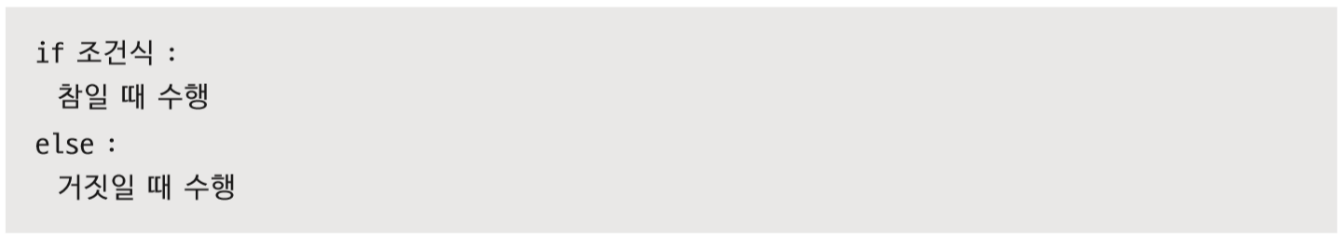 if 조건식 :
참일 때 수행
else :
거짓일 때 수행